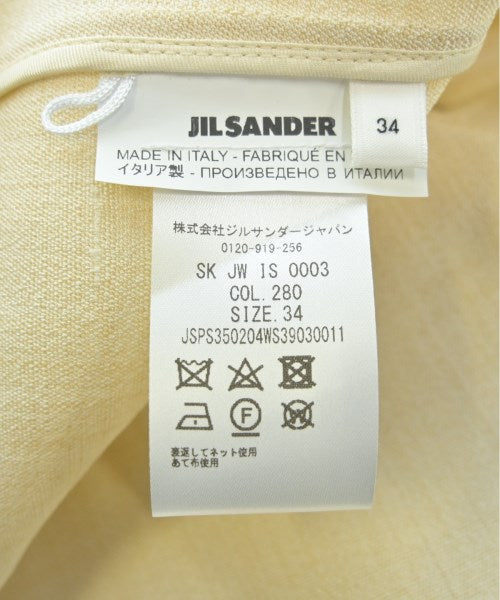 JIL SANDER
34
MADE IN ITALY - FABRIQUÉ EN
イタリア製 - ПРОИЗВЕДЕНО В ИТАЛИИ
株式会社ジルサンダージャパン
0120-919-256
SK JW IS 0003
COL.280
SIZE.34
JSPS350204WS39030011
F
W
裏返してネット使用
あて布使用